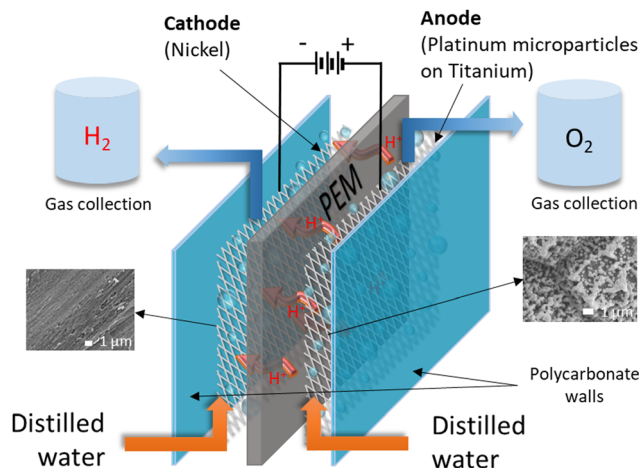 Cathode
(Nickel)
- +
Anode
(Platinum microparticles
on Titanium)
H2
Gas collection
O2
Gas collection
H+
PEM
H+
H+
H+
1 μm
1 μm
Polycarbonate
walls
Distilled
water
Distilled
water